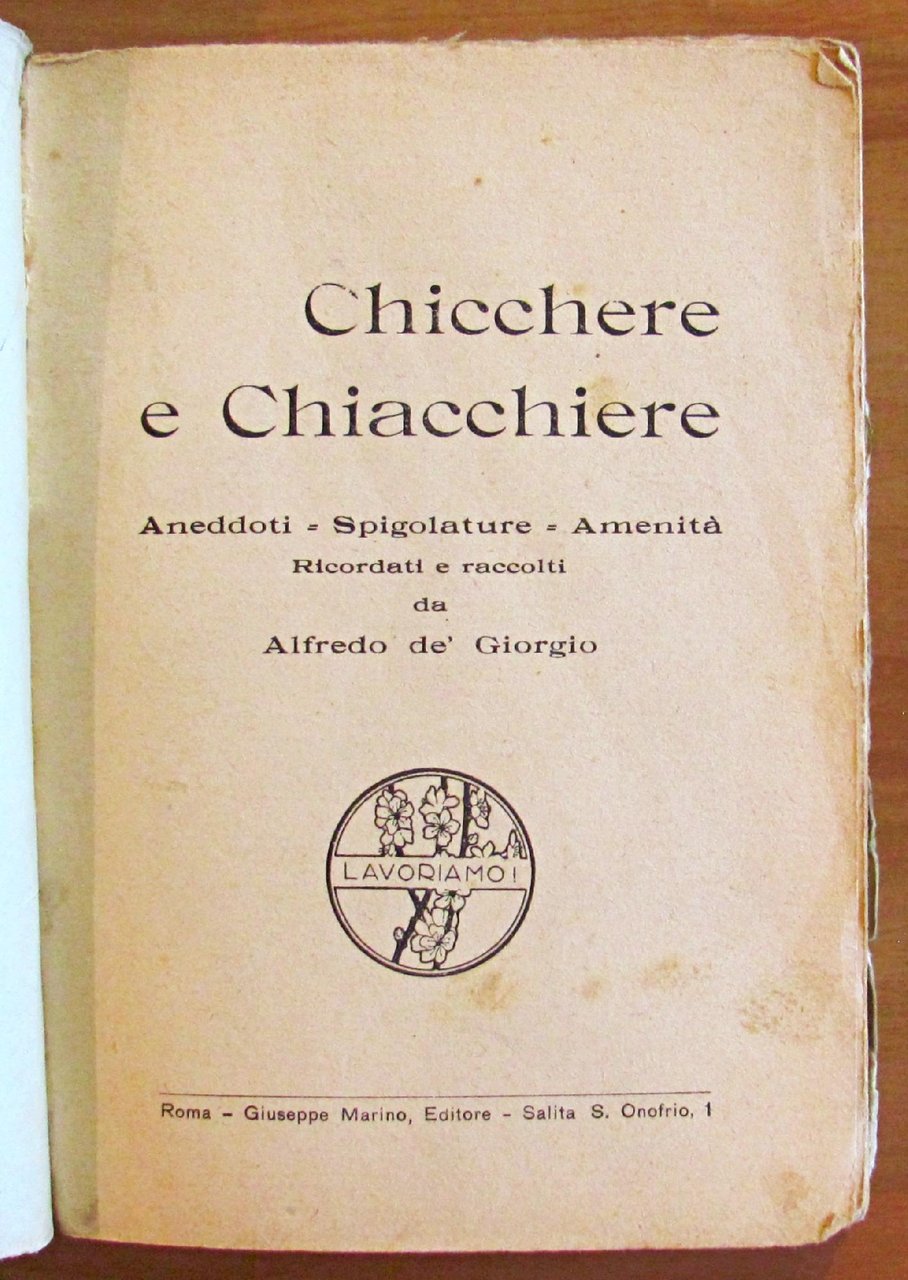 Chicchere
e Chiacchiere
Aneddoti = Spigolature = Amenità
Ricordati e raccolti
da
Alfredo de' Giorgio
LAVORIAMO!
Roma - Giuseppe Marino, Editore - Salita S. Onofrio, 1